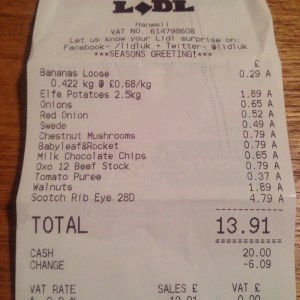 LIDL
Hanwell
VAT NO. 614798608
Let us know your Lidl surprise on:
Facebook- /lidluk + Twitter- @lidluk
***SEASONS GREETING!***
£
Bananas Loose 0.29 A
0.422 kg @ £0.68/kg
Elfe Potatoes 2.5kg 1.89 A
Onions 0.65 A
Red Onion 0.52 A
Swede 0.49 A
Chestnut Mushrooms 0.79 A
Babyleaf&Rocket 0.79 A
Milk Chocolate Chips 0.65 A
Oxo 12 Beef Stock 0.79 A
Tomato Puree 0.37 A
Walnuts 1.89 A
Scotch Rib Eye 28D 4.79 A
TOTAL 13.91
CASH 20.00
CHANGE -6.09
VAT RATE SALES £ VAT £